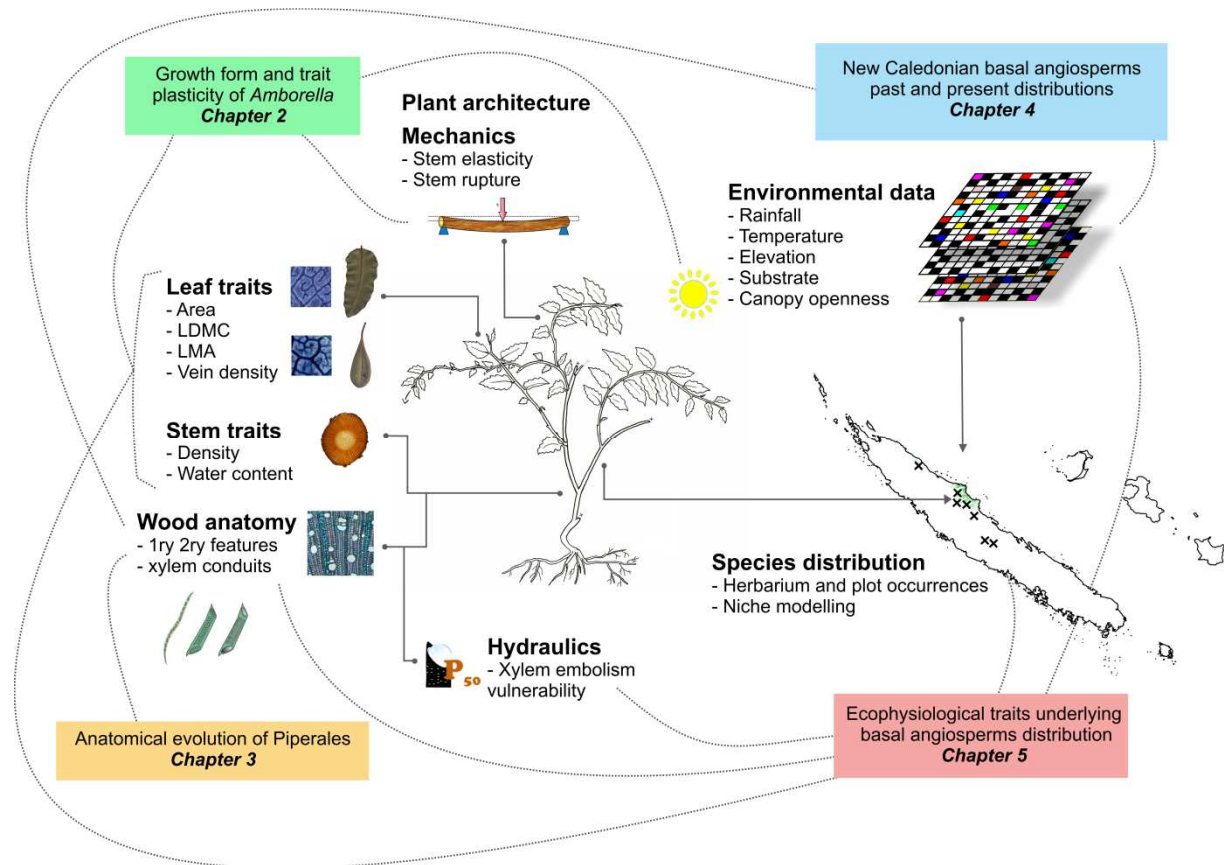 Growth form and trait
plasticity of Amborella
Chapter 2
New Caledonian basal angiosperms
past and present distributions
Chapter 4
Plant architecture
Mechanics
- Stem elasticity
- Stem rupture
Environmental data
- Rainfall
- Temperature
- Elevation
- Substrate
- Canopy openness
Leaf traits
- Area
- LDMC
- LMA
- Vein density
Stem traits
- Density
- Water content
Wood anatomy
- 1ry 2ry features
- xylem conduits
Species distribution
- Herbarium and plot occurrences
- Niche modelling
P50
Hydraulics
- Xylem embolism
vulnerability
Anatomical evolution of Piperales
Chapter 3
Ecophysiological traits underlying
basal angiosperms distribution
Chapter 5